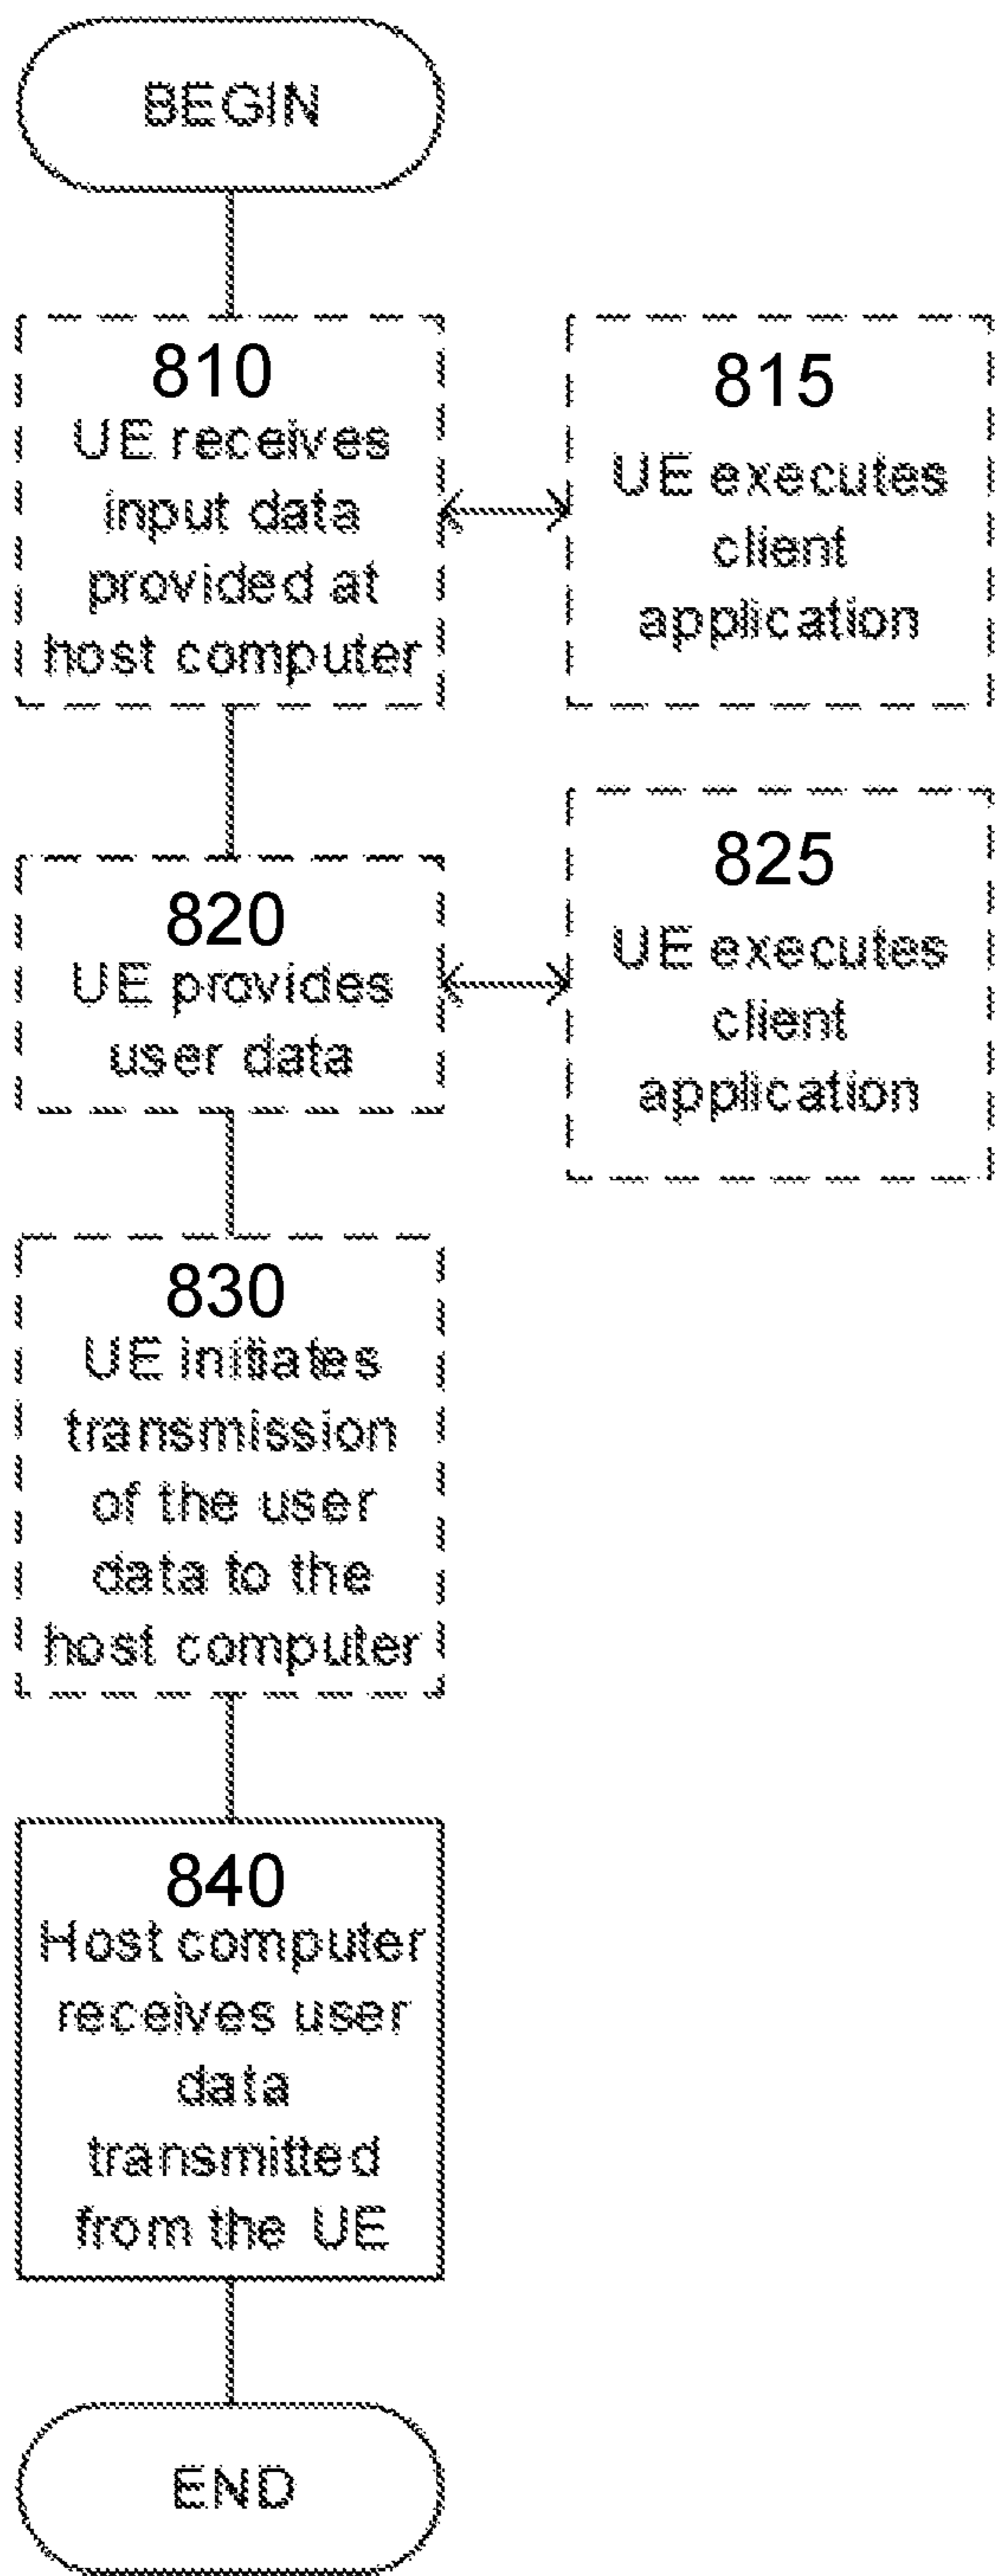 BEGIN
810
UE receives
input data
provided at
host computer
815
UE executes
client
application
820
UE provides
user data
825
UE executes
client
application
830
UE initiates
transmission
of the user
data to the
host computer
840
Host computer
receives user
data
transmitted
from the UE
END